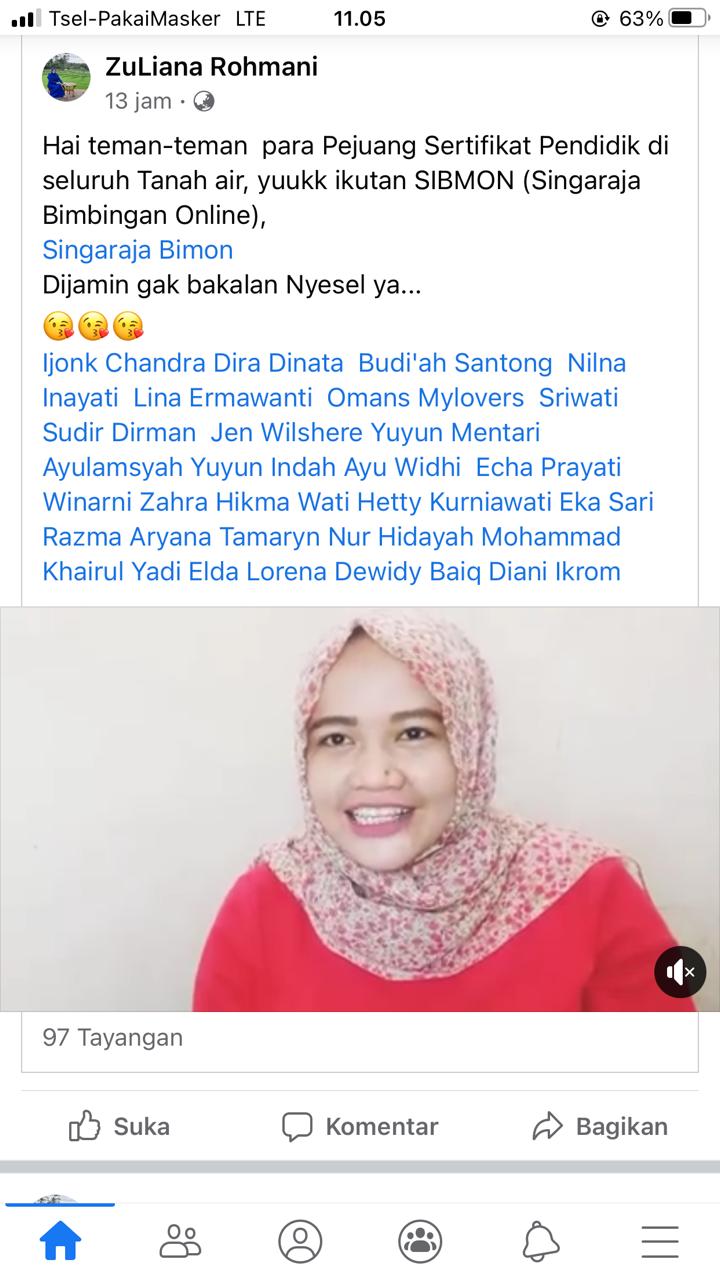 Tsel-PakaiMasker LTE 11.05 63%
ZuLiana Rohmani
13 jam ·
Hai teman-teman para Pejuang Sertifikat Pendidik di
seluruh Tanah air, yuukk ikutan SIBMON (Singaraja
Bimbingan Online),
Singaraja Bimon
Dijamin gak bakalan Nyesel ya...
😘😘😘
Ijonk Chandra Dira Dinata Budi'ah Santong Nilna
Inayati Lina Ermawanti Omans Mylovers Sriwati
Sudir Dirman Jen Wilshere Yuyun Mentari
Ayulamsyah Yuyun Indah Ayu Widhi Echa Prayati
Winarni Zahra Hikma Wati Hetty Kurniawati Eka Sari
Razma Aryana Tamaryn Nur Hidayah Mohammad
Khairul Yadi Elda Lorena Dewidy Baiq Diani Ikrom
97 Tayangan
Suka Komentar Bagikan